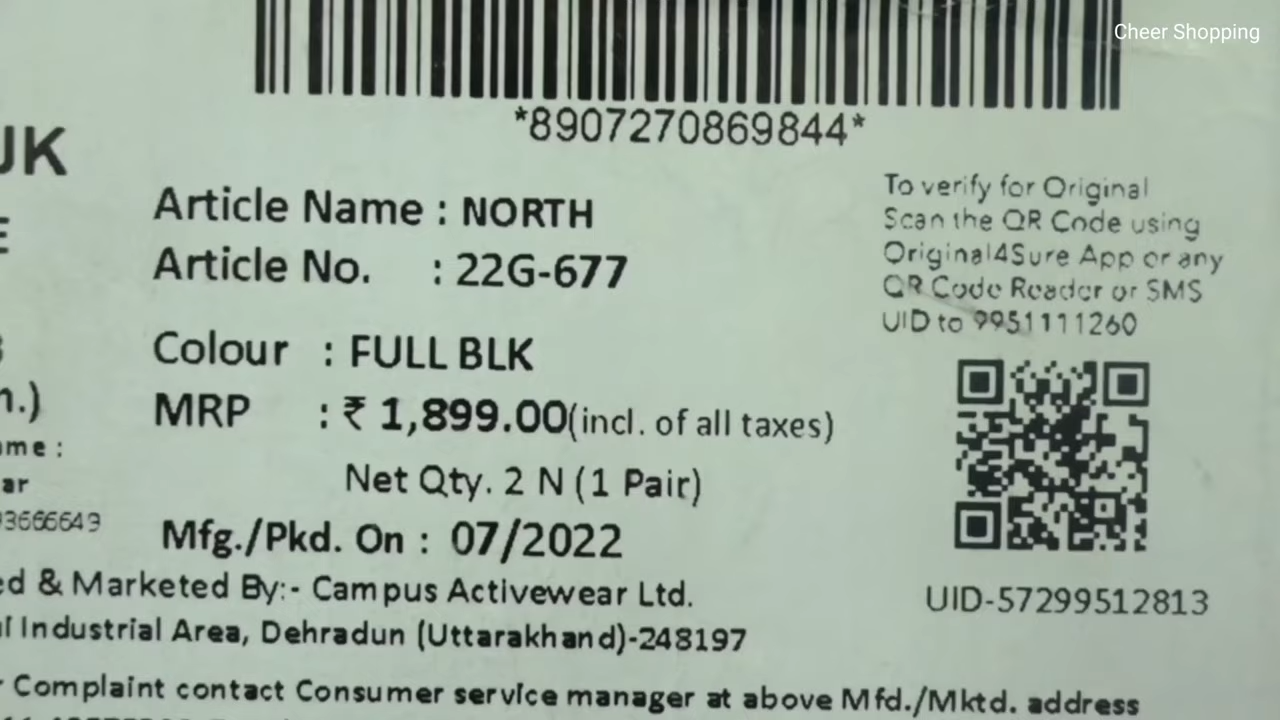 Cheer Shopping
*8907270869844*
UK
Article Name : NORTH
Article No. : 22G-677
Colour : FULL BLK
MRP : ₹ 1,899.00(incl. of all taxes)
Net Qty. 2 N (1 Pair)
Mfg./Pkd. On : 07/2022
ed & Marketed By:- Campus Activewear Ltd.
Industrial Area, Dehradun (Uttarakhand)-248197
Complaint contact Consumer service manager at above Mfd./Mktd. address
To verify for Original
Scan the QR Code using
Original4Sure App or any
QR Code Reader or SMS
UID to 9951111260
UID-57299512813
E
n.)
ome :
ar
93666649